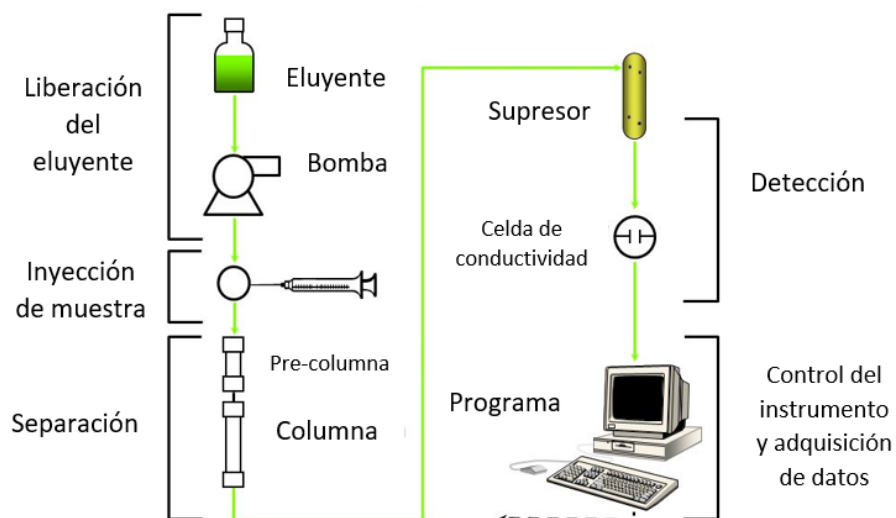 Liberación
del
eluyente
Eluyente
Bomba
Inyección
de muestra
Separación
Pre-columna
Columna
Supresor
Celda de
conductividad
Detección
Programa
Control del
instrumento
y adquisición
de datos